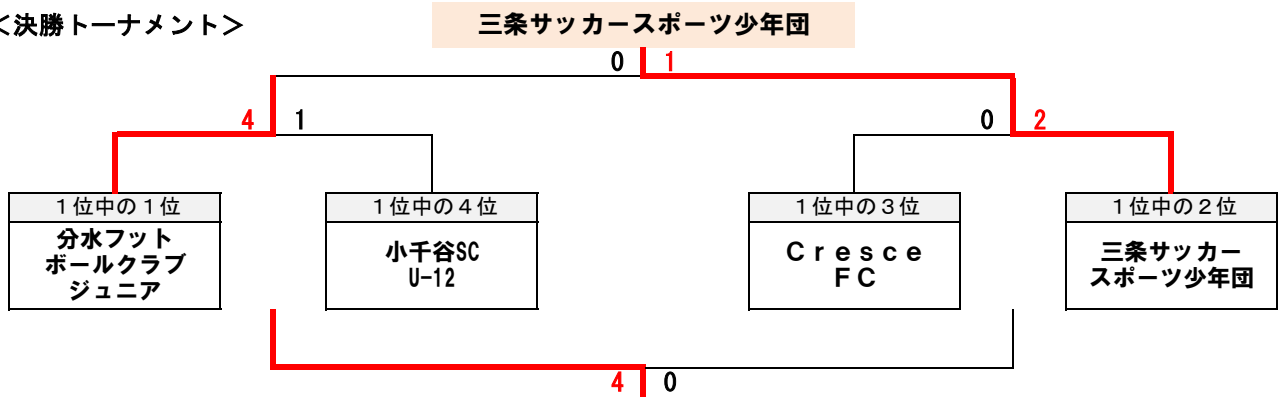 <決勝トーナメント>
三条サッカースポーツ少年団
0 1
4 1
0 2
1位中の1位
分水フット
ボールクラブ
ジュニア
1位中の4位
小千谷SC
U-12
1位中の3位
Cresce
FC
1位中の2位
三条サッカー
スポーツ少年団
4 0